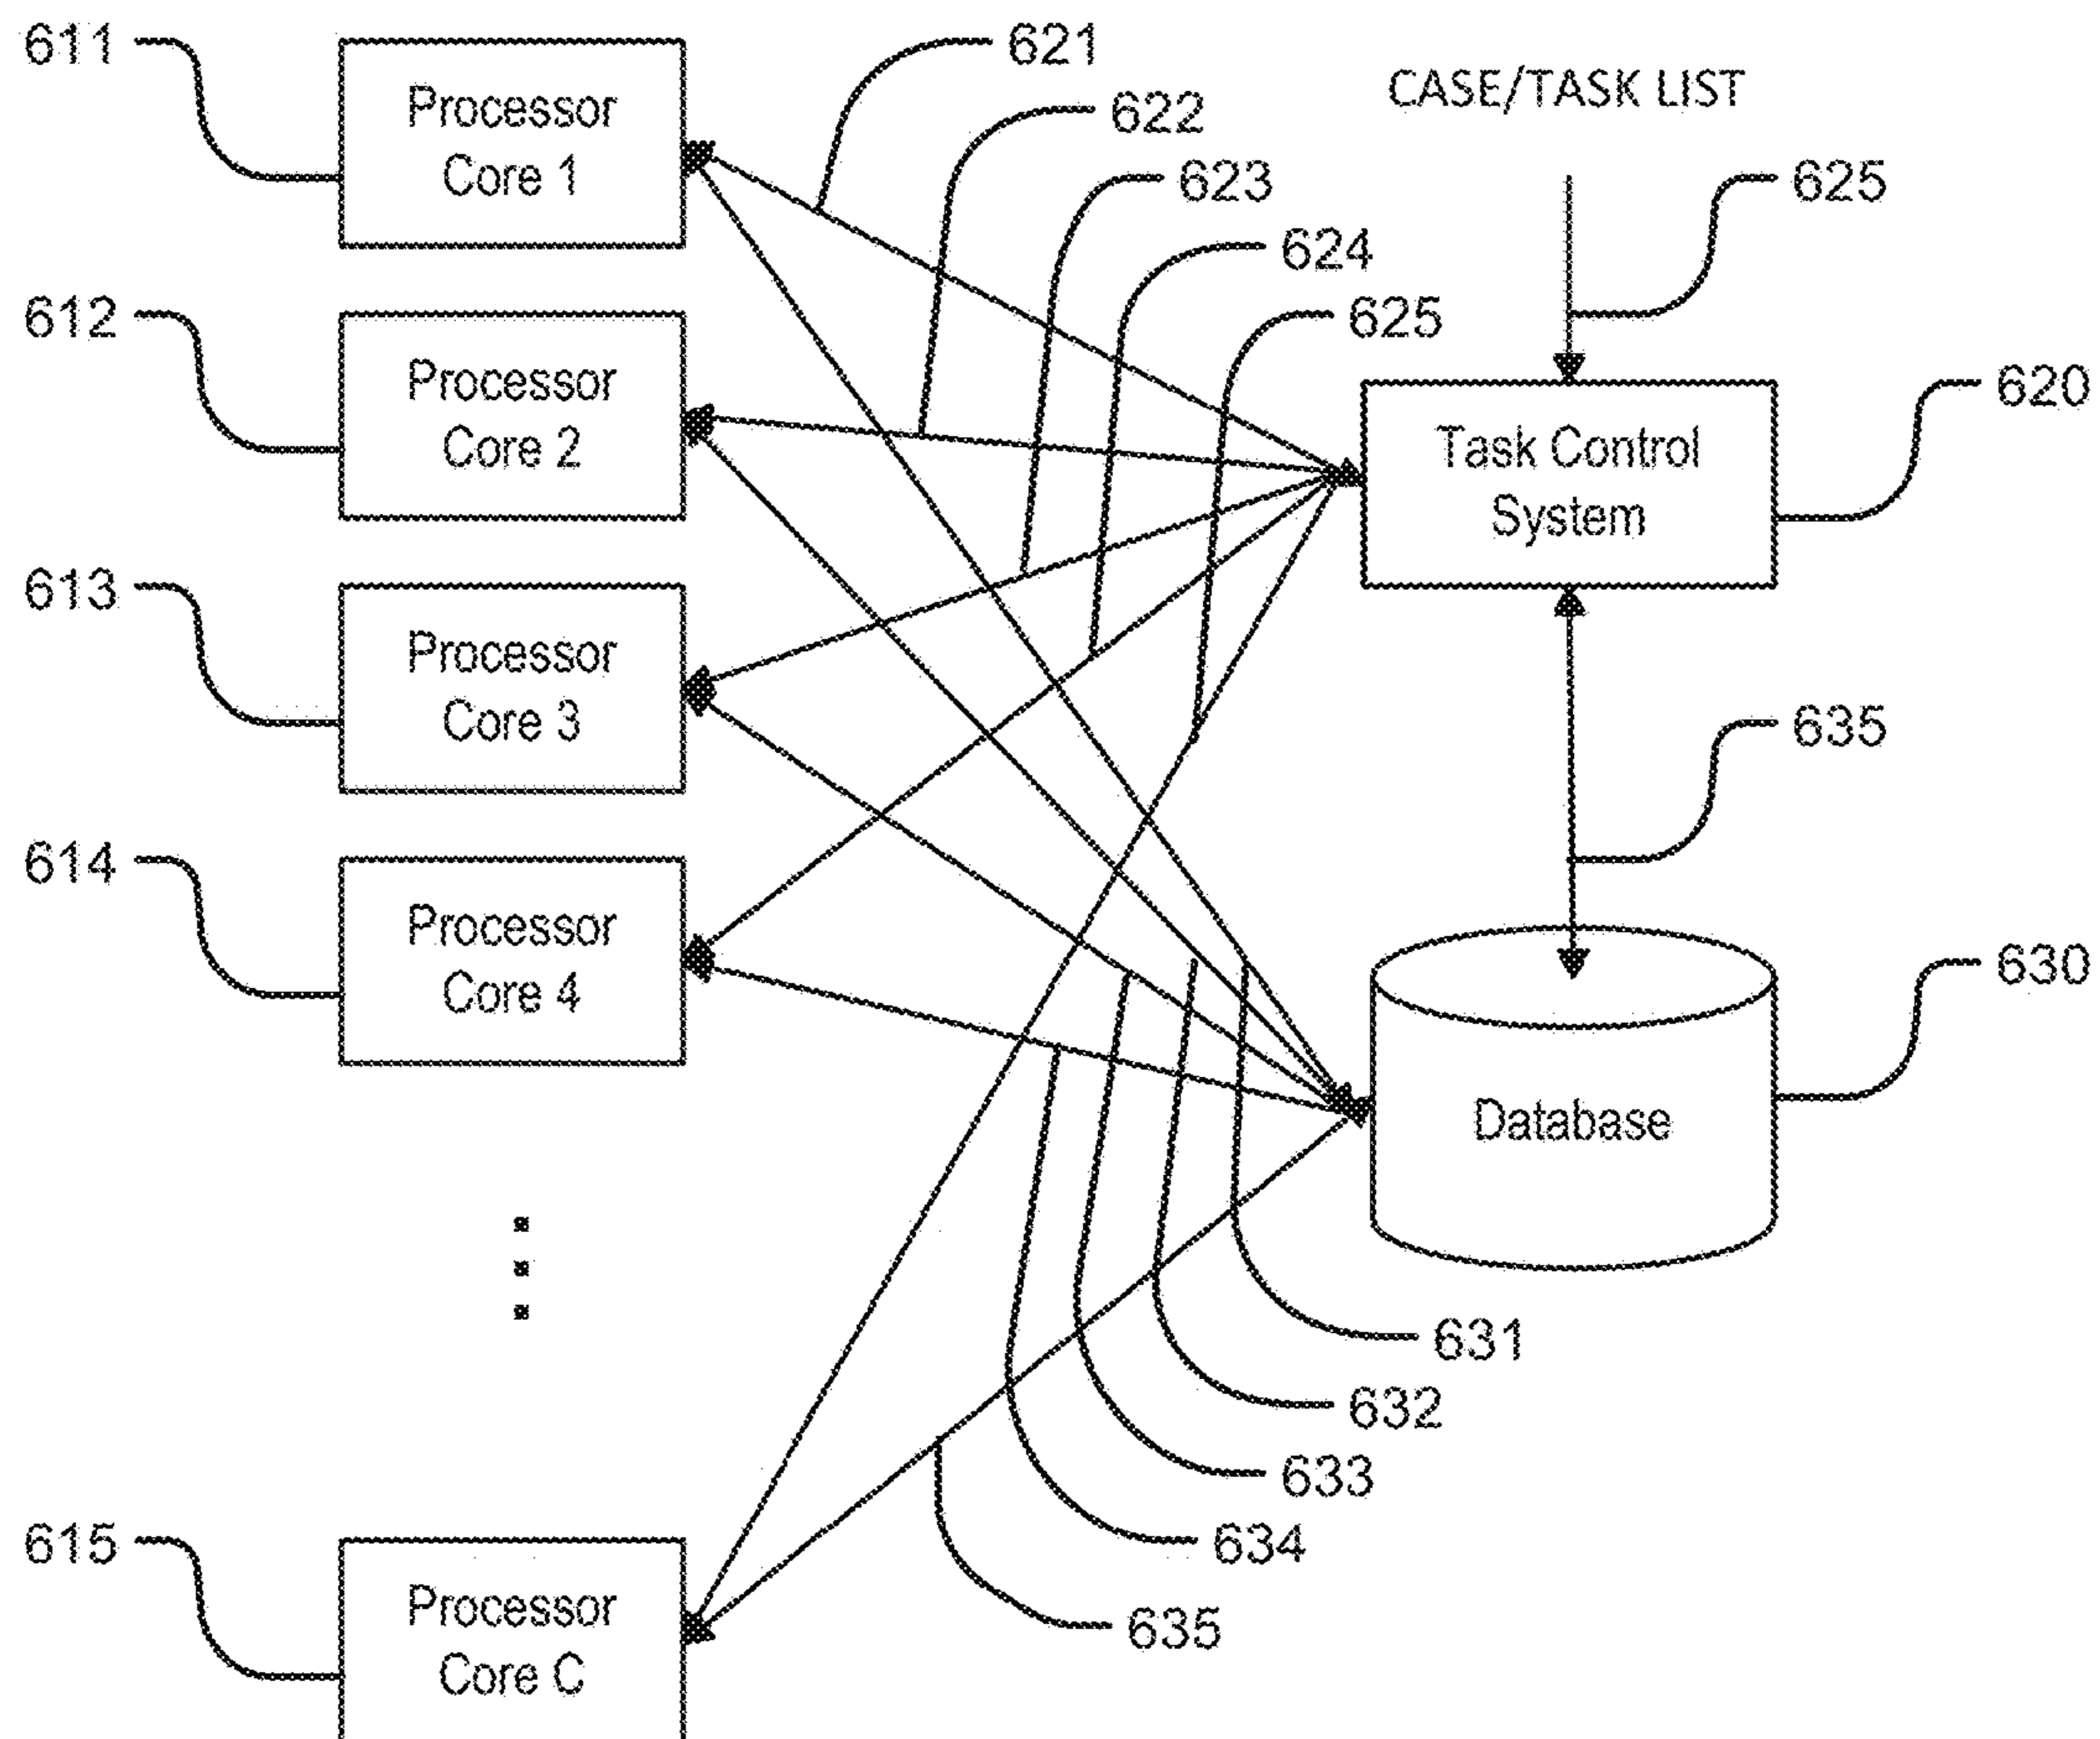 611
Processor
Core 1
621
622
623
624
625
CASE/TASK LIST
625
612
Processor
Core 2
Task Control
System
620
613
Processor
Core 3
635
614
Processor
Core 4
Database
630
631
632
633
634
635
615
Processor
Core C